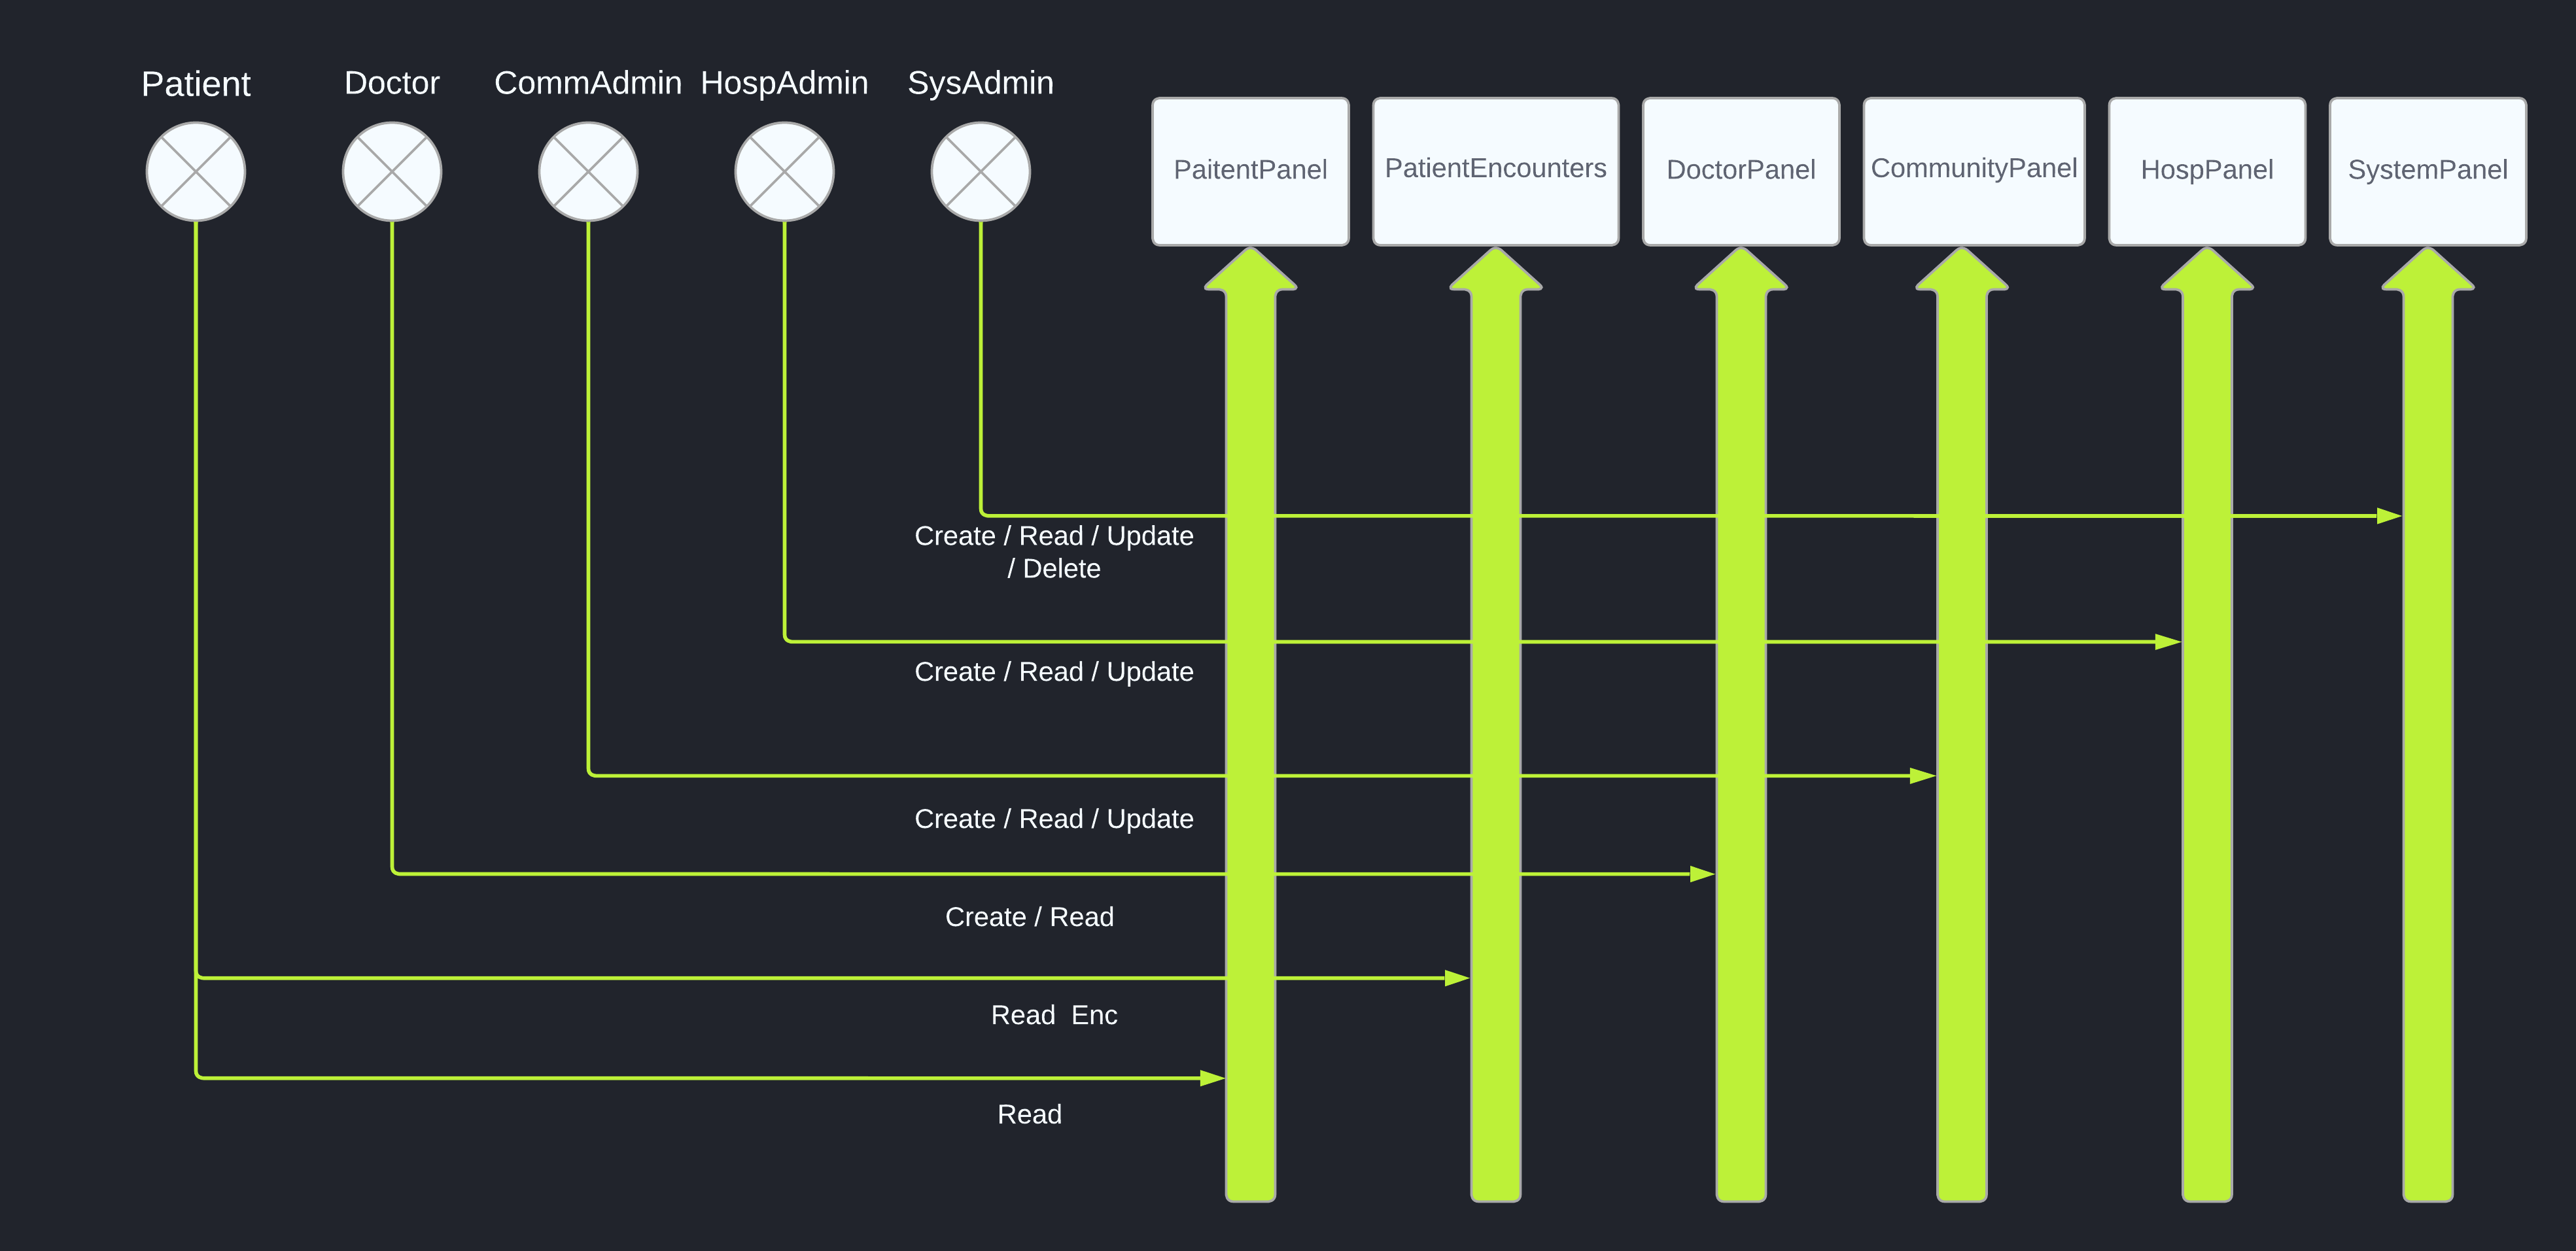 Patient
Doctor
CommAdmin
HospAdmin
SysAdmin
PaitentPanel
PatientEncounters
DoctorPanel
CommunityPanel
HospPanel
SystemPanel
Create / Read / Update
/ Delete
Create / Read / Update
Create / Read / Update
Create / Read
Read  Enc
Read